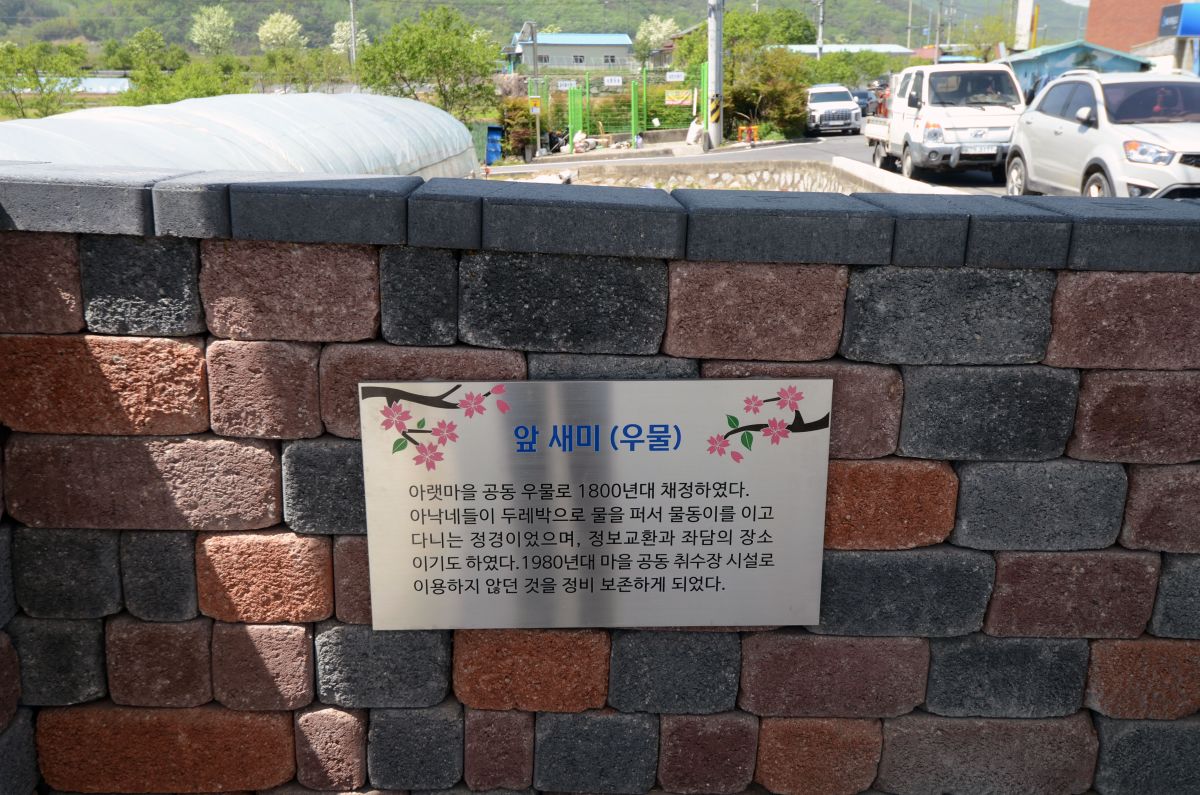 앞 새미 (우물)
아랫마을 공동 우물로 1800년대 채정하였다.
아낙네들이 두레박으로 물을 퍼서 물동이를 이고
다니는 정경이었으며, 정보교환과 좌담의 장소
이기도 하였다.1980년대 마을 공동 취수장 시설로
이용하지 않던 것을 정비 보존하게 되었다.